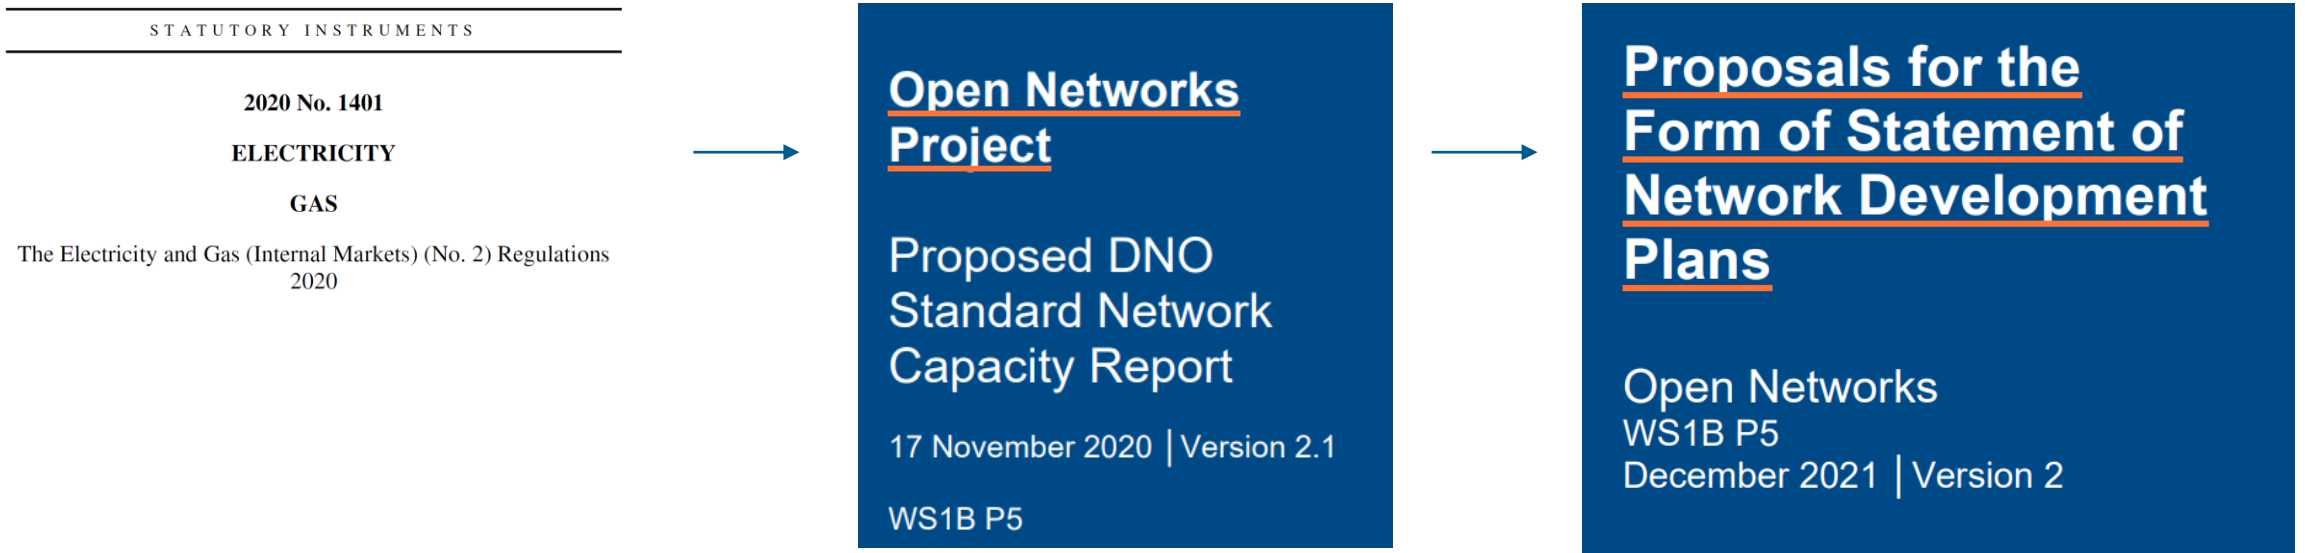 STATUTORY INSTRUMENTS
2020 No. 1401
ELECTRICITY
GAS
The Electricity and Gas (Internal Markets) (No. 2) Regulations
2020
Open Networks
Project
Proposed DNO
Standard Network
Capacity Report
17 November 2020 | Version 2.1
WS1B P5
Proposals for the
Form of Statement of
Network Development
Plans
Open Networks
WS1B P5
December 2021 | Version 2